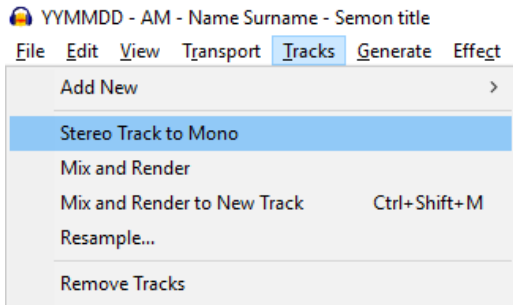 YYMMDD - AM - Name Surname - Semon title
File Edit View Transport Tracks Generate Effect
Add New
Stereo Track to Mono
Mix and Render
Mix and Render to New Track Ctrl+Shift+M
Resample...
Remove Tracks